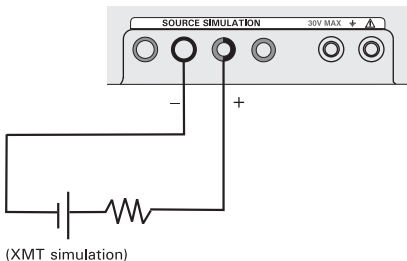 SOURCE SIMULATION 30V MAX
− +
(XMT simulation)